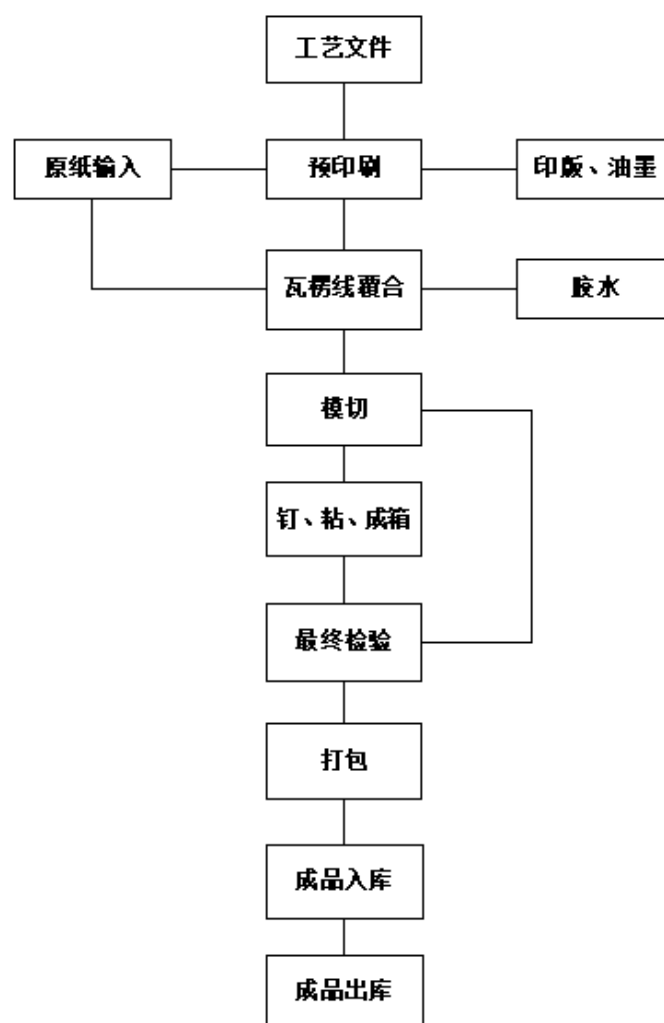 工艺文件
原纸输入
预印刷
印版、油墨
瓦楞线覆合
胶水
模切
钉、粘、成箱
最终检验
打包
成品入库
成品出库